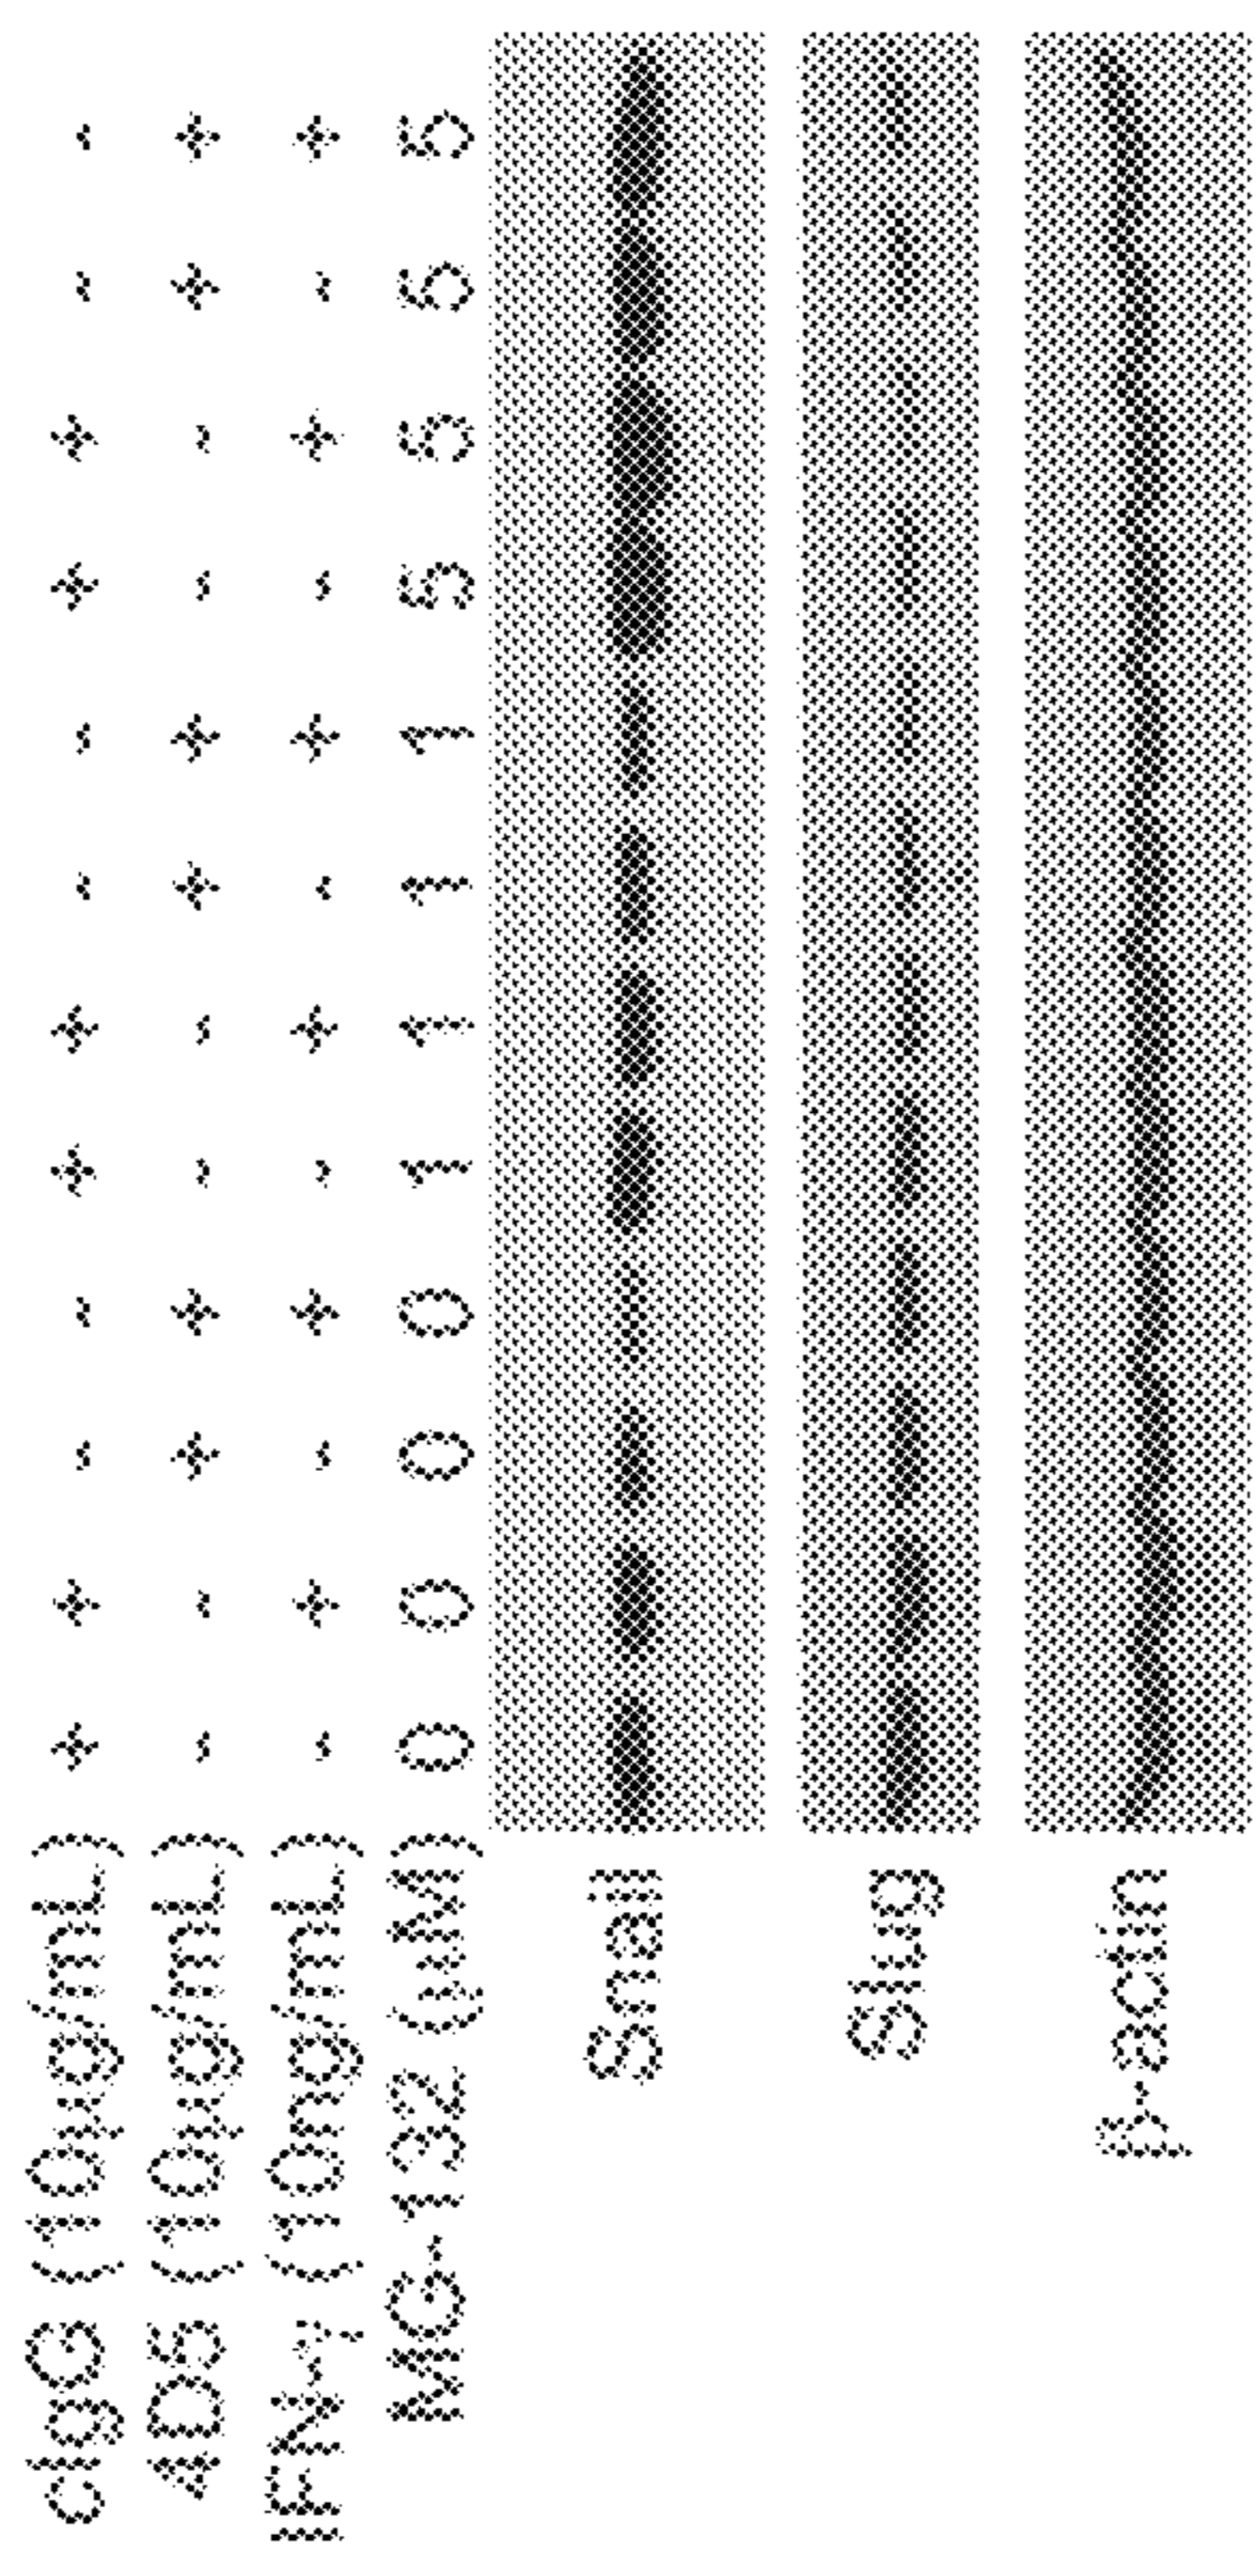 cIgG (10μg/mL) + + - - + + - - + + - -
4D5 (10μg/mL) - - + + - - + + - - + +
IFN-γ (10ng/mL) - + - + - + - + - + - +
MG-132 (μM) 0 0 0 0 1 1 1 1 5 5 5 5
Snail
Slug
β-actin